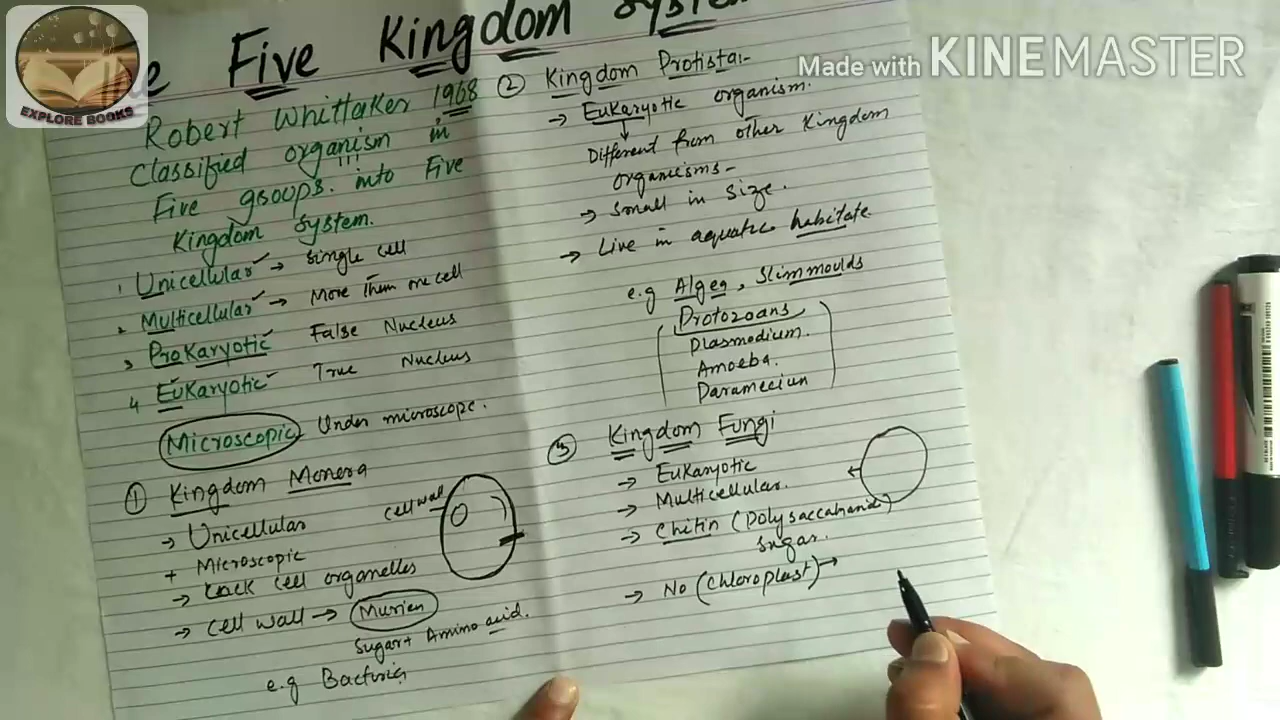 The Five Kingdom System
EXPLORE BOOKS
Made with KINEMASTER
Robert Whittaker 1968
Classified organism in
Five groups. into Five
Kingdom System.
1 Unicellular → Single cell
2 Multicellular → More Them one cell
3 ProKaryotic False Nucleus
4 EuKaryotic True Nucleus
Microscopic Under microscope.
① Kingdom Monera
→ Unicellular
→ Microscopic
→ Lack cell organelles
→ Cell wall → Murien
Sugar + Amino acid.
e.g Bacteria
cell wall
② Kingdom Protista:-
→ EuKaryotic organism.
Different from other Kingdom
organisms-
→ Small in Size.
→ Live in aquatic habitate.
e.g Algea, Slimmoulds
Protozoans
Plasmodium.
Amoeba.
Paramecium
③ Kingdom Fungi
→ EuKaryotic
→ Multicellular.
→ Chitin (Polysaccahand)
Sugar.
→ No (Chloroplast) →